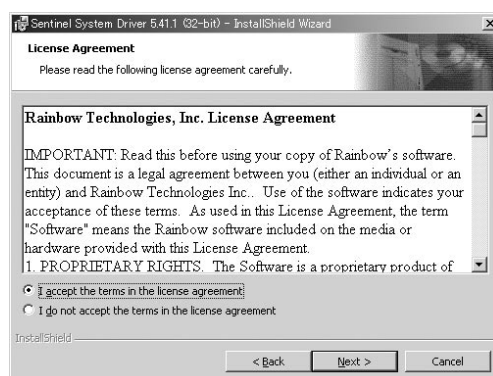 Sentinel System Driver 5.41.1 (32-bit) - InstallShield Wizard
License Agreement
Please read the following license agreement carefully.
Rainbow Technologies, Inc. License Agreement
IMPORTANT: Read this before using your copy of Rainbow's software.
This document is a legal agreement between you (either an individual or an
entity) and Rainbow Technologies Inc.. Use of the software indicates your
acceptance of these terms. As used in this License Agreement, the term
"Software" means the Rainbow software included on the media or
hardware provided with this License Agreement.
1. PROPRIETARY RIGHTS. The Software is a proprietary product of
I accept the terms in the license agreement
I do not accept the terms in the license agreement
InstallShield
< Back
Next >
Cancel